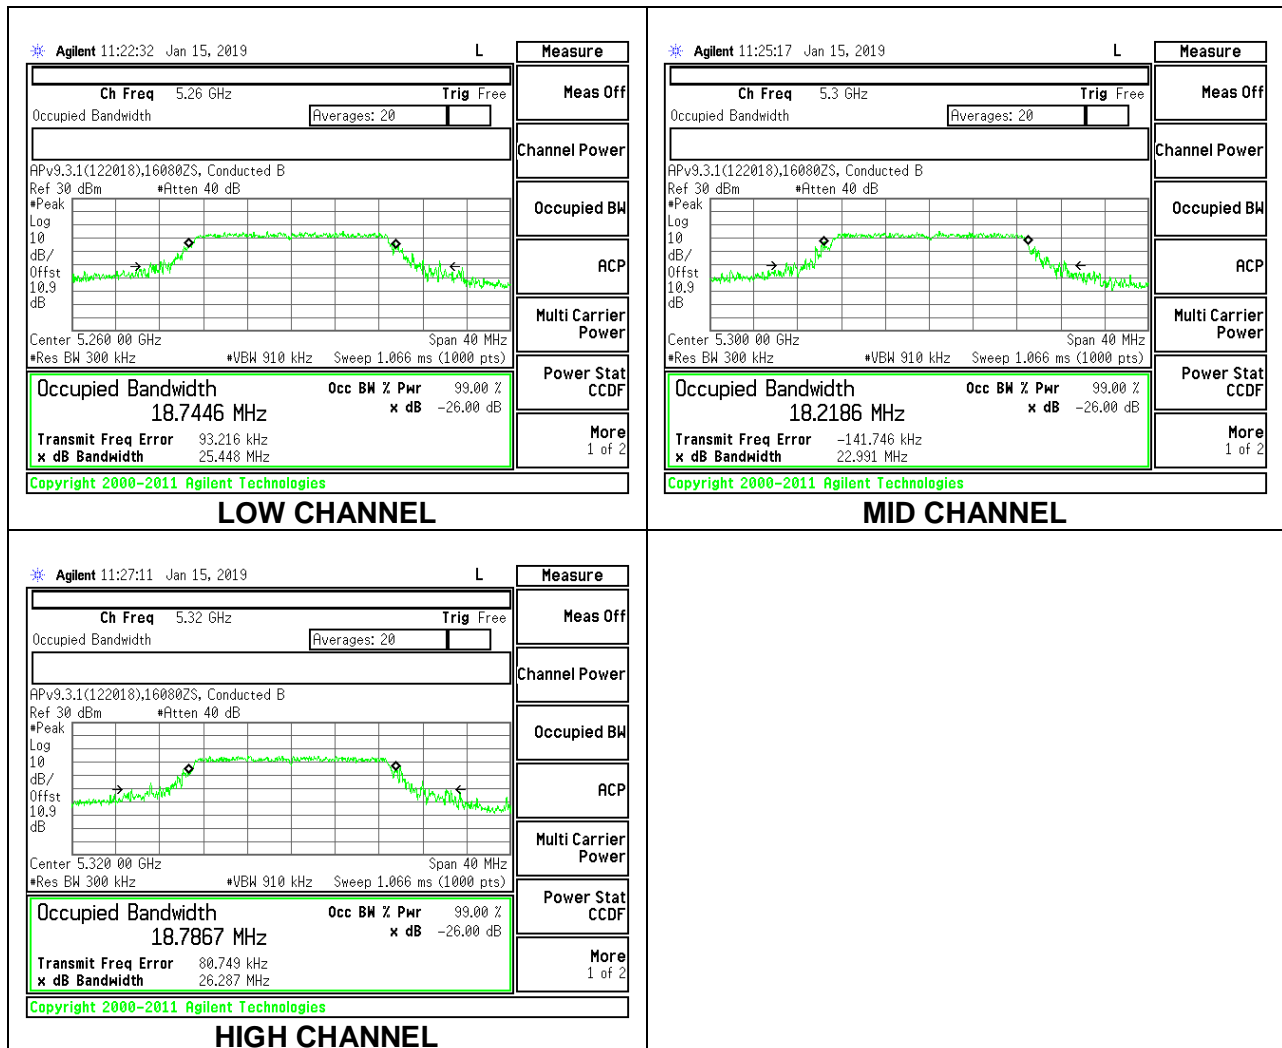 Agilent 11:22:32 Jan 15, 2019 L Measure
Ch Freq 5.26 GHz Trig Free
Occupied Bandwidth Averages: 20
APv9.3.1(122018),16080ZS, Conducted B
Ref 30 dBm #Atten 40 dB
#Peak
Log
10
dB/
Offst
10.9
dB
Center 5.260 00 GHz Span 40 MHz
#Res BW 300 kHz #VBW 910 kHz Sweep 1.066 ms (1000 pts)
Occupied Bandwidth Occ BW % Pwr 99.00 %
18.7446 MHz x dB -26.00 dB
Transmit Freq Error 93.216 kHz
x dB Bandwidth 25.448 MHz
Copyright 2000-2011 Agilent Technologies
Meas Off
Channel Power
Occupied BW
ACP
Multi Carrier
Power
Power Stat
CCDF
More
1 of 2
LOW CHANNEL
Agilent 11:25:17 Jan 15, 2019 L Measure
Ch Freq 5.3 GHz Trig Free
Occupied Bandwidth Averages: 20
APv9.3.1(122018),16080ZS, Conducted B
Ref 30 dBm #Atten 40 dB
#Peak
Log
10
dB/
Offst
10.9
dB
Center 5.300 00 GHz Span 40 MHz
#Res BW 300 kHz #VBW 910 kHz Sweep 1.066 ms (1000 pts)
Occupied Bandwidth Occ BW % Pwr 99.00 %
18.2186 MHz x dB -26.00 dB
Transmit Freq Error -141.746 kHz
x dB Bandwidth 22.991 MHz
Copyright 2000-2011 Agilent Technologies
Meas Off
Channel Power
Occupied BW
ACP
Multi Carrier
Power
Power Stat
CCDF
More
1 of 2
MID CHANNEL
Agilent 11:27:11 Jan 15, 2019 L Measure
Ch Freq 5.32 GHz Trig Free
Occupied Bandwidth Averages: 20
APv9.3.1(122018),16080ZS, Conducted B
Ref 30 dBm #Atten 40 dB
#Peak
Log
10
dB/
Offst
10.9
dB
Center 5.320 00 GHz Span 40 MHz
#Res BW 300 kHz #VBW 910 kHz Sweep 1.066 ms (1000 pts)
Occupied Bandwidth Occ BW % Pwr 99.00 %
18.7867 MHz x dB -26.00 dB
Transmit Freq Error 80.749 kHz
x dB Bandwidth 26.287 MHz
Copyright 2000-2011 Agilent Technologies
Meas Off
Channel Power
Occupied BW
ACP
Multi Carrier
Power
Power Stat
CCDF
More
1 of 2
HIGH CHANNEL